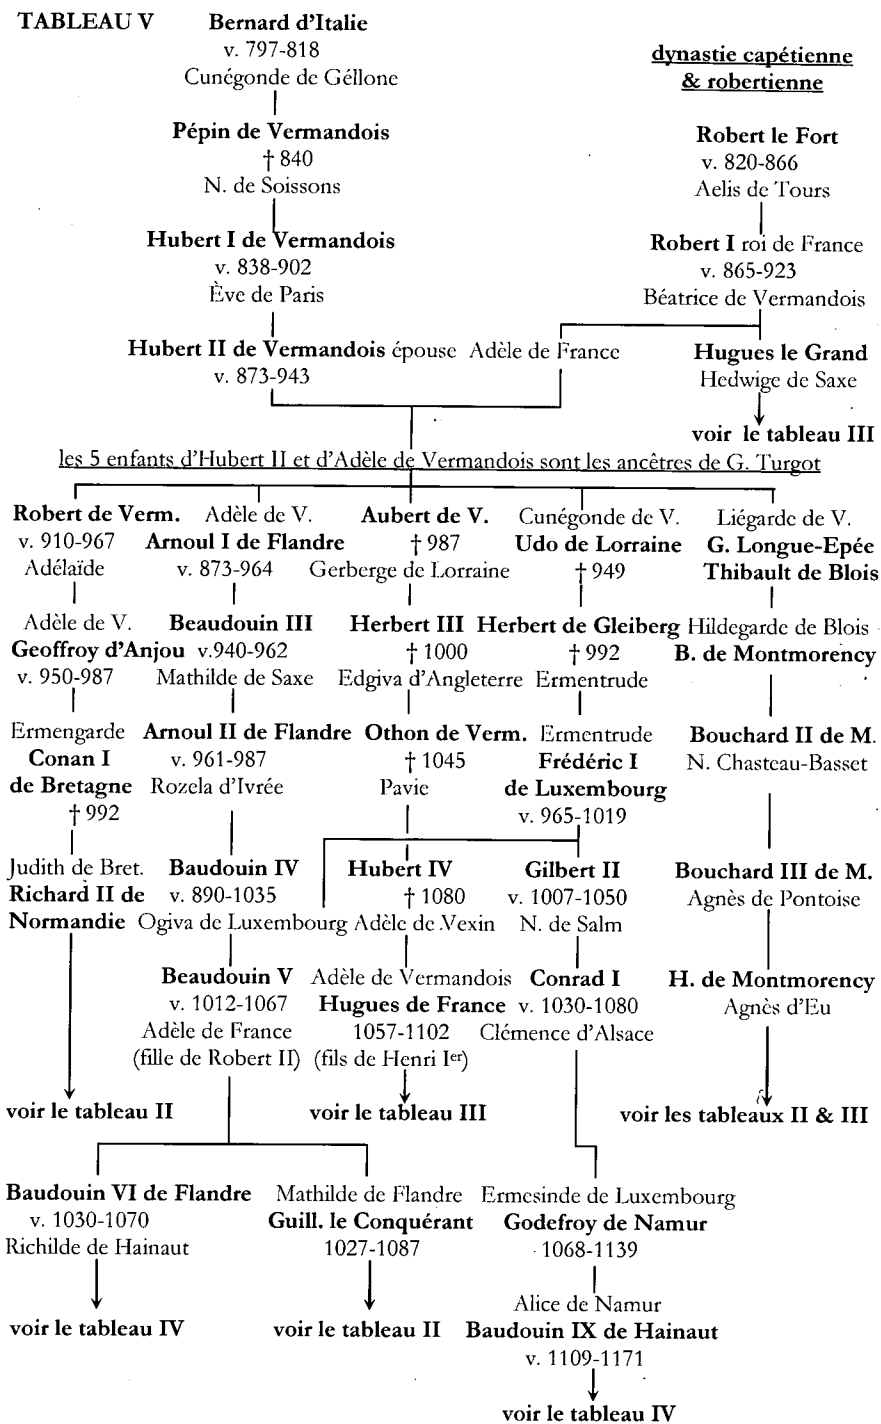 TABLEAU V
Bernard d'Italie
v. 797-818
Cunégonde de Géllone
Pépin de Vermandois
† 840
N. de Soissons
Hubert I de Vermandois
v. 838-902
Ève de Paris
Hubert II de Vermandois épouse Adèle de France
v. 873-943
dynastie capétienne
& robertienne
Robert le Fort
v. 820-866
Aelis de Tours
Robert I roi de France
v. 865-923
Béatrice de Vermandois
Hugues le Grand
Hedwige de Saxe
voir le tableau III
les 5 enfants d'Hubert II et d'Adèle de Vermandois sont les ancêtres de G. Turgot
Robert de Verm.
v. 910-967
Adélaïde
Adèle de V.
Geoffroy d'Anjou
v. 950-987
Ermengarde
Conan I
de Bretagne
† 992
Judith de Bret.
Richard II de
Normandie
voir le tableau II
Adèle de V.
Arnoul I de Flandre
v. 873-964
Beaudouin III
v.940-962
Mathilde de Saxe
Arnoul II de Flandre
v. 961-987
Rozela d'Ivrée
Baudouin IV
v. 890-1035
Ogiva de Luxembourg
Beaudouin V
v. 1012-1067
Adèle de France
(fille de Robert II)
Aubert de V.
† 987
Gerberge de Lorraine
Herbert III
† 1000
Edgiva d'Angleterre
Othon de Verm.
† 1045
Pavie
Hubert IV
† 1080
Adèle de Vexin
Adèle de Vermandois
Hugues de France
1057-1102
(fils de Henri Ier)
voir le tableau III
Cunégonde de V.
Udo de Lorraine
† 949
Herbert de Gleiberg
† 992
Ermentrude
Ermentrude
Frédéric I
de Luxembourg
v. 965-1019
Gilbert II
v. 1007-1050
N. de Salm
Conrad I
v. 1030-1080
Clémence d'Alsace
Liégarde de V.
G. Longue-Epée
Thibault de Blois
Hildegarde de Blois
B. de Montmorency
Bouchard II de M.
N. Chasteau-Basset
Bouchard III de M.
Agnès de Pontoise
H. de Montmorency
Agnès d'Eu
voir les tableaux II & III
Baudouin VI de Flandre
v. 1030-1070
Richilde de Hainaut
voir le tableau IV
Mathilde de Flandre
Guill. le Conquérant
1027-1087
voir le tableau II
Ermesinde de Luxembourg
Godefroy de Namur
1068-1139
Alice de Namur
Baudouin IX de Hainaut
v. 1109-1171
voir le tableau IV